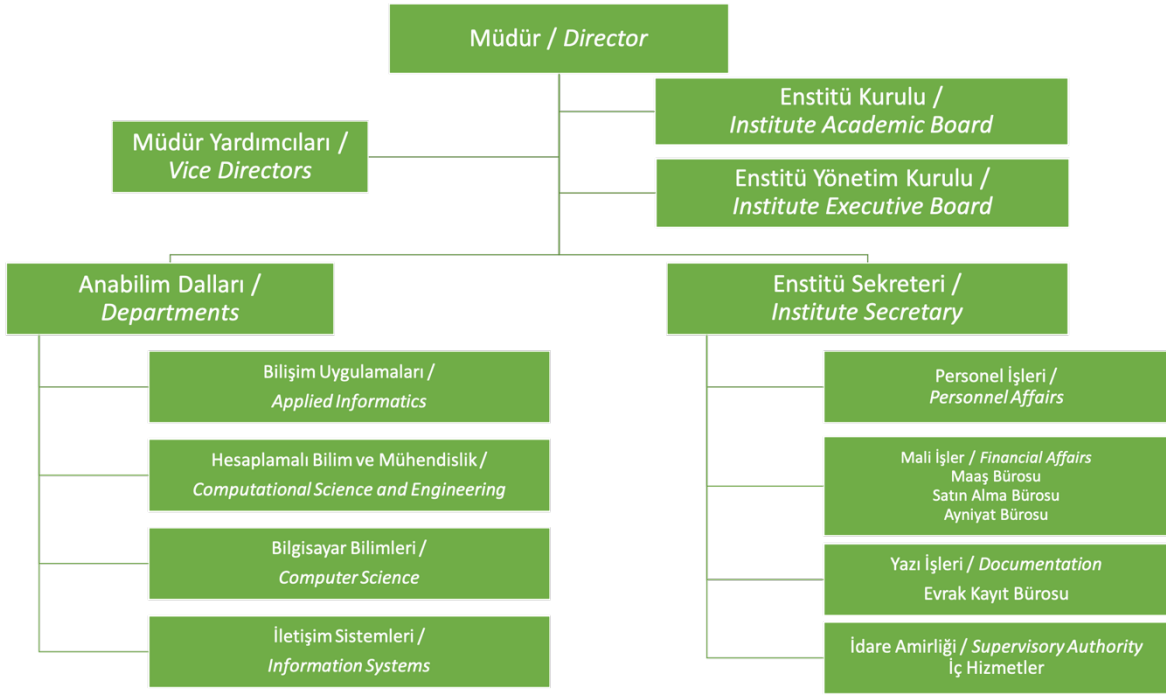 Müdür / Director
Enstitü Kurulu /
Institute Academic Board
Müdür Yardımcıları /
Vice Directors
Enstitü Yönetim Kurulu /
Institute Executive Board
Anabilim Dalları /
Departments
Bilişim Uygulamaları /
Applied Informatics
Hesaplamalı Bilim ve Mühendislik /
Computational Science and Engineering
Bilgisayar Bilimleri /
Computer Science
İletişim Sistemleri /
Information Systems
Enstitü Sekreteri /
Institute Secretary
Personel İşleri /
Personnel Affairs
Mali İşler / Financial Affairs
Maaş Bürosu
Satın Alma Bürosu
Ayniyat Bürosu
Yazı İşleri / Documentation
Evrak Kayıt Bürosu
İdare Amirliği / Supervisory Authority
İç Hizmetler